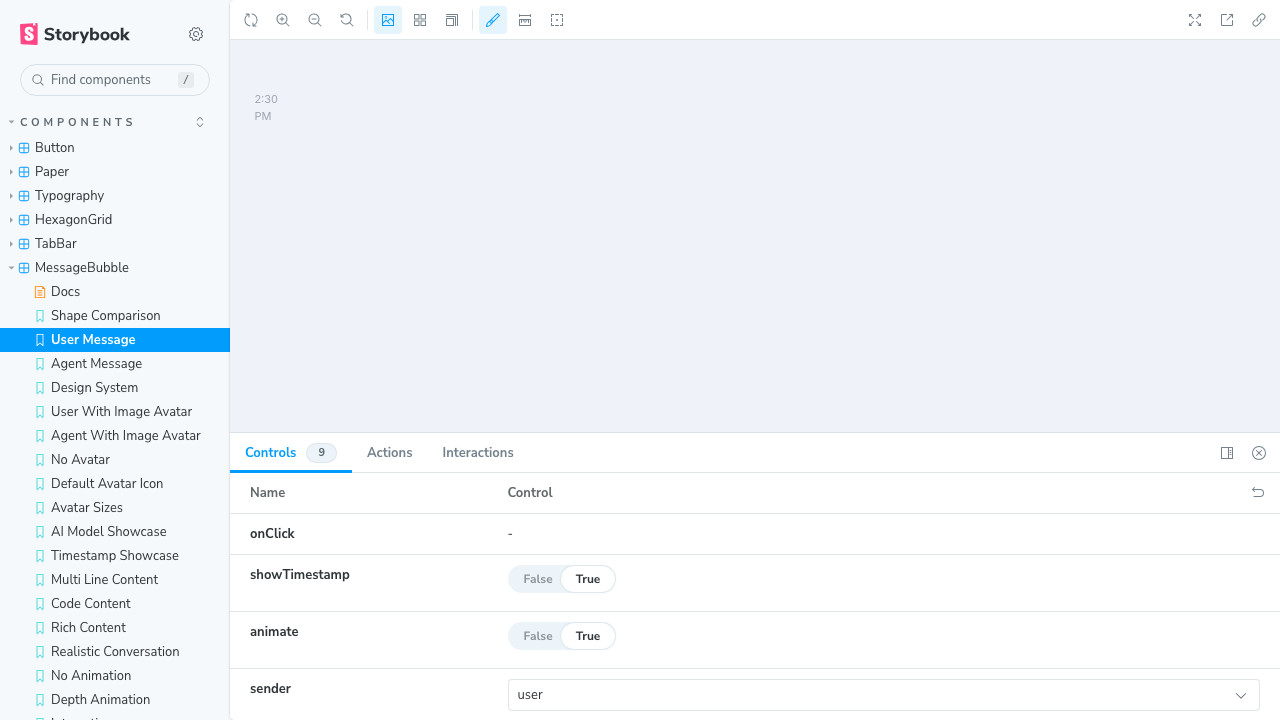 Storybook
Find components /
COMPONENTS
Button
Paper
Typography
HexagonGrid
TabBar
MessageBubble
Docs
Shape Comparison
User Message
Agent Message
Design System
User With Image Avatar
Agent With Image Avatar
No Avatar
Default Avatar Icon
Avatar Sizes
AI Model Showcase
Timestamp Showcase
Multi Line Content
Code Content
Rich Content
Realistic Conversation
No Animation
Depth Animation
2:30
PM
Controls 9 Actions Interactions
Name Control
onClick -
showTimestamp False True
animate False True
sender user